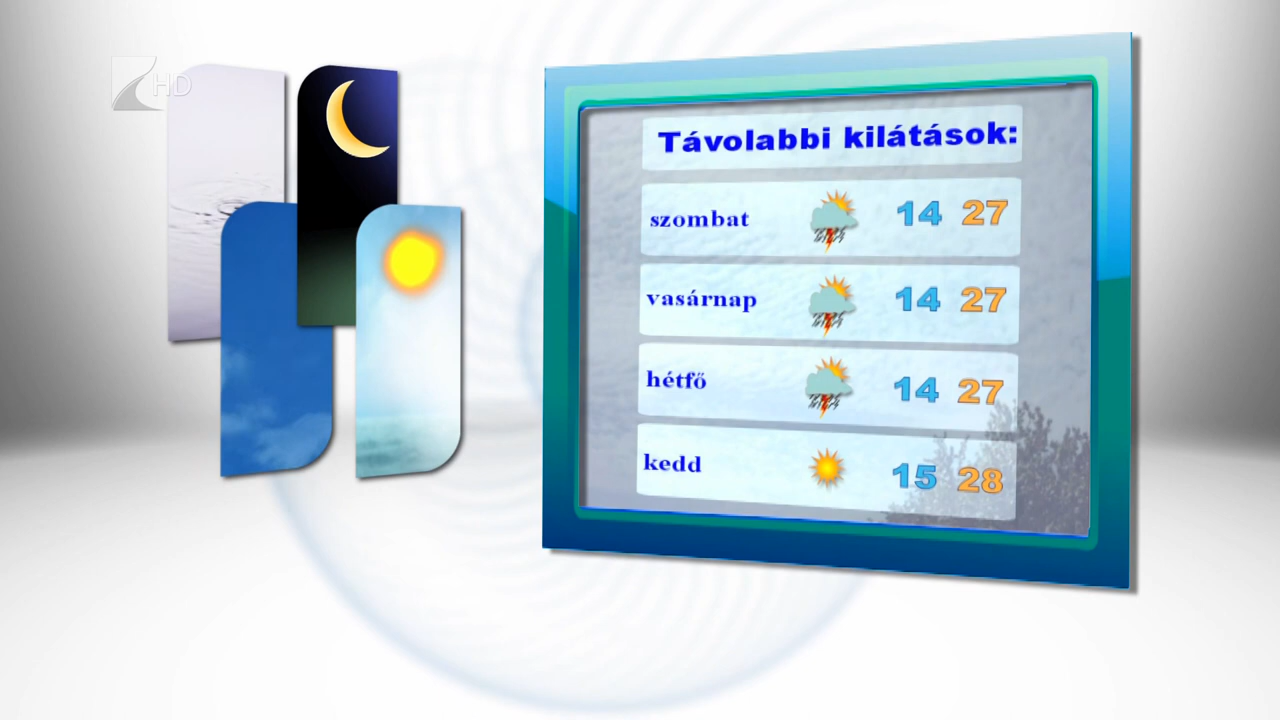 HD
Távolabbi kilátások:
szombat 14 27
vasárnap 14 27
hétfő 14 27
kedd 15 28